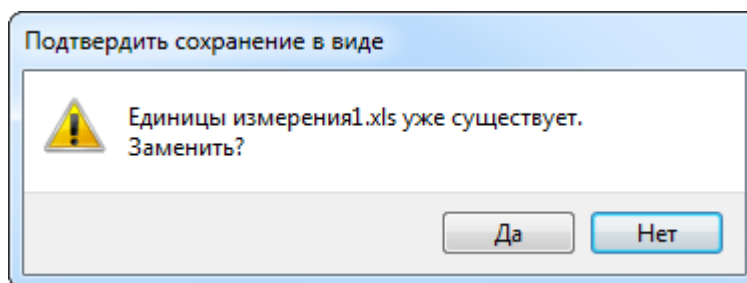 Подтвердить сохранение в виде
Единицы измерения1.xls уже существует.
Заменить?
Да
Нет